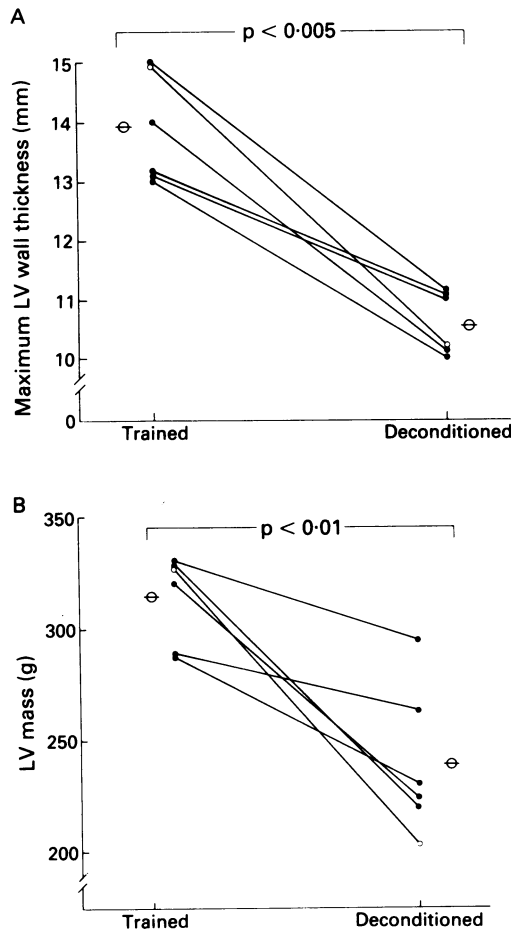 A
p < 0·005
Maximum LV wall thickness (mm)
15
14
13
12
11
10
0
Trained
Deconditioned
B
p < 0·01
LV mass (g)
350
300
250
200
Trained
Deconditioned